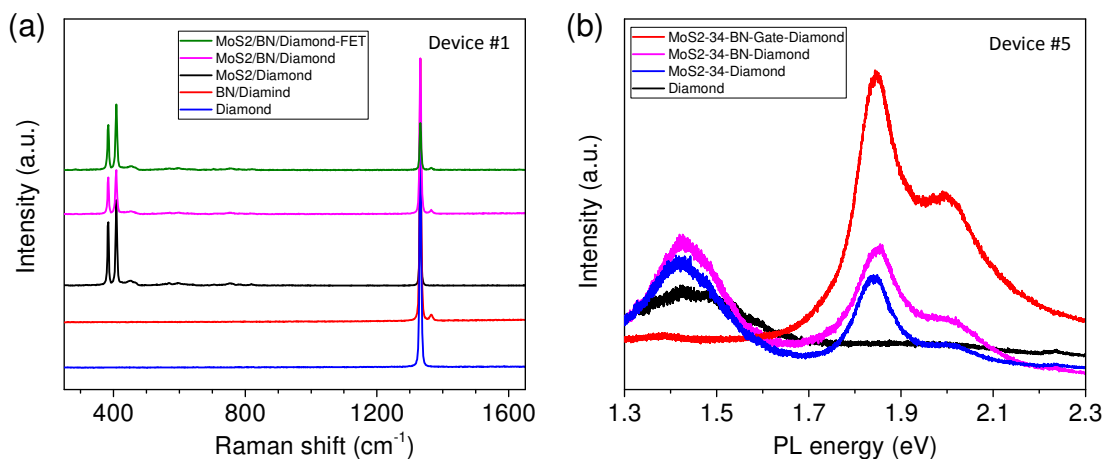 (a)
MoS2/BN/Diamond-FET
MoS2/BN/Diamond
MoS2/Diamond
BN/Diamind
Diamond
Device #1
Intensity (a.u.)
400 800 1200 1600
Raman shift (cm-1)
(b)
MoS2-34-BN-Gate-Diamond
MoS2-34-BN-Diamond
MoS2-34-Diamond
Diamond
Device #5
Intensity (a.u.)
1.3 1.5 1.7 1.9 2.1 2.3
PL energy (eV)